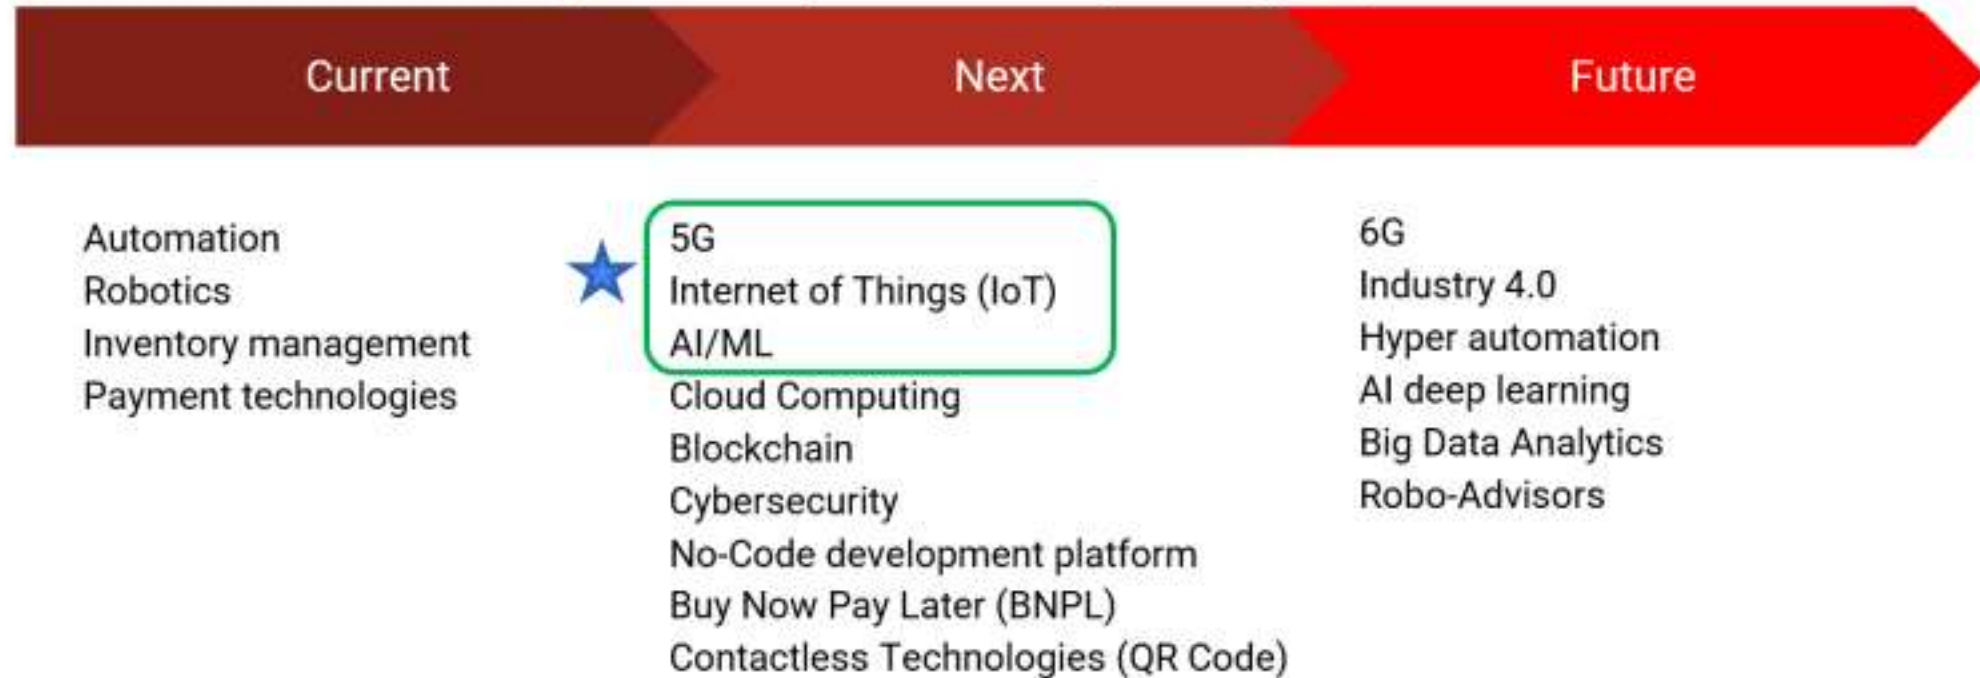 Current
Next
Future
Automation
Robotics
Inventory management
Payment technologies
5G
Internet of Things (IoT)
AI/ML
Cloud Computing
Blockchain
Cybersecurity
No-Code development platform
Buy Now Pay Later (BNPL)
Contactless Technologies (QR Code)
6G
Industry 4.0
Hyper automation
AI deep learning
Big Data Analytics
Robo-Advisors